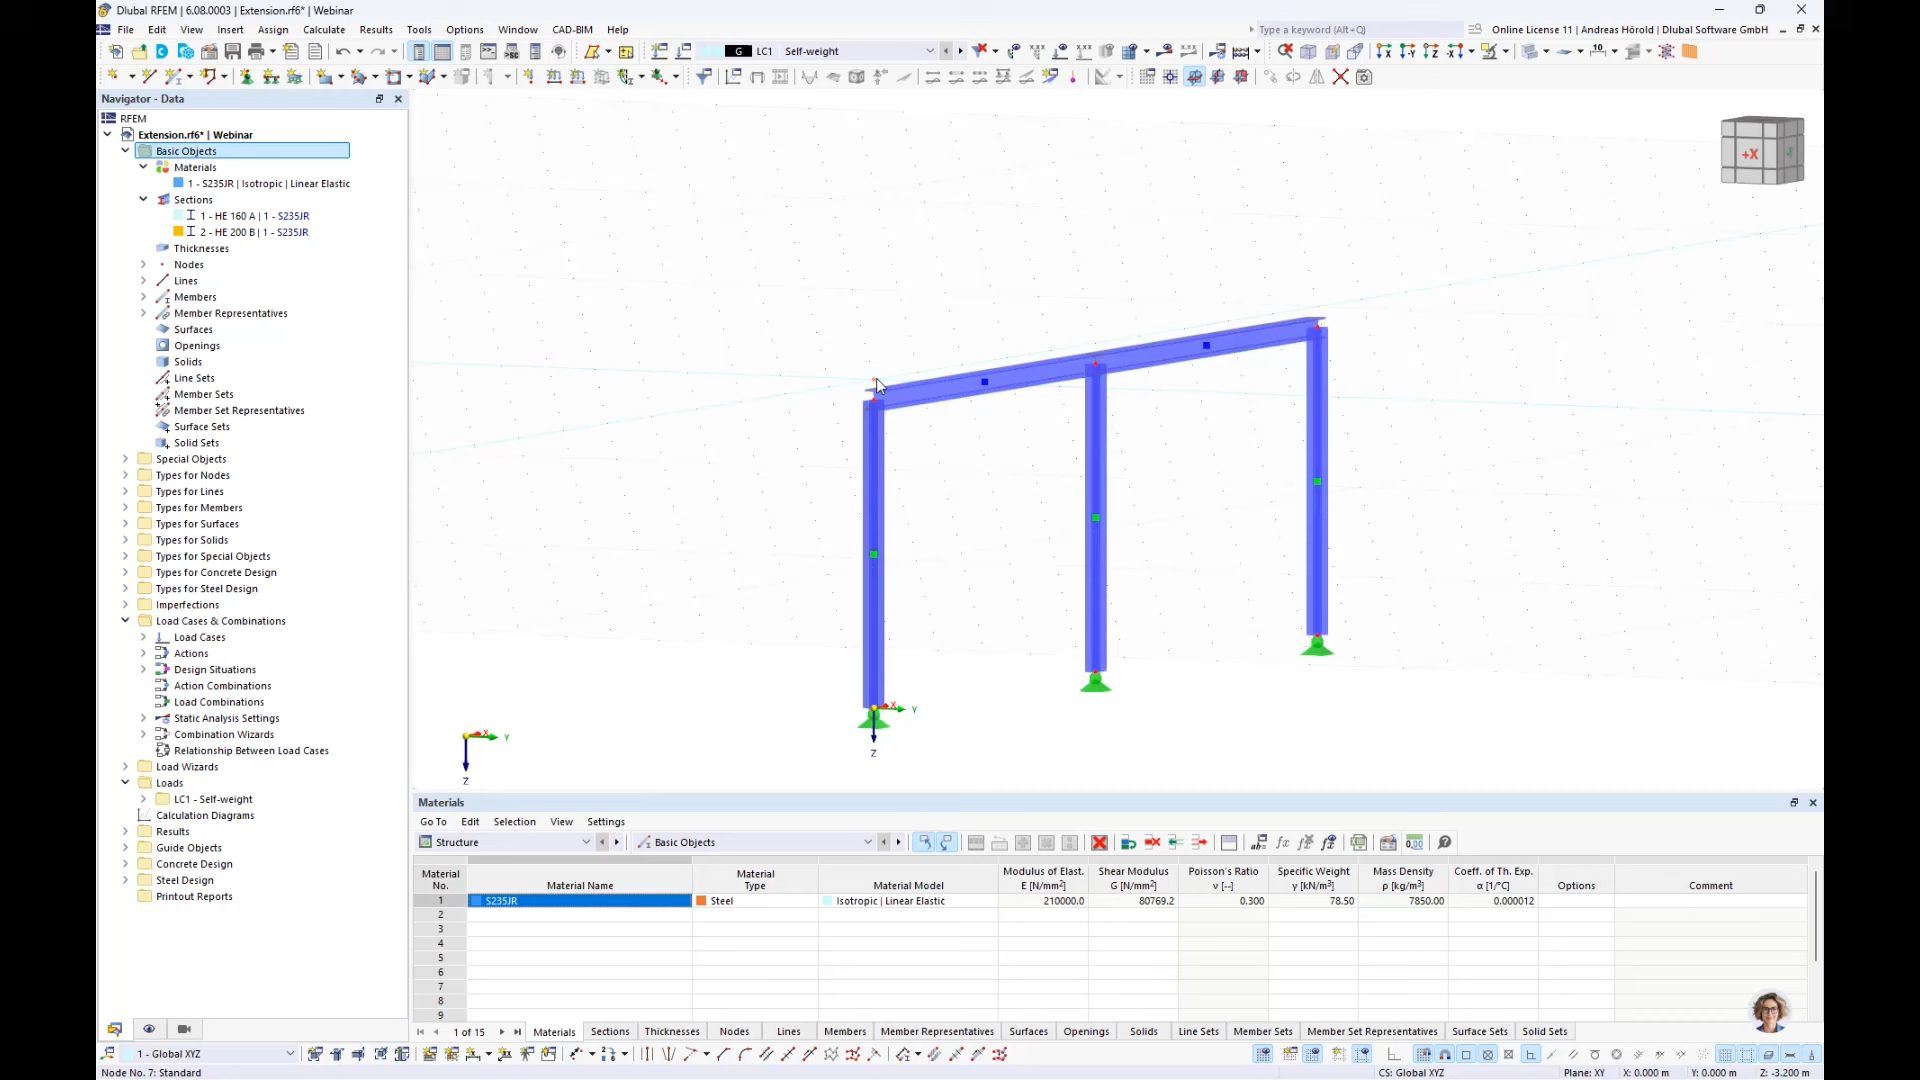 Dlubal RFEM | 6.08.0003 | Extension.rf6* | Webinar
File Edit View Insert Assign Calculate Results Tools Options Window CAD-BIM Help
Type a keyword (Alt+Q)
Online License 11 | Andreas Hörold | Dlubal Software GmbH
G LC1 Self-weight
Navigator - Data
RFEM
Extension.rf6* | Webinar
Basic Objects
Materials
1 - S235JR | Isotropic | Linear Elastic
Sections
1 - HE 160 A | 1 - S235JR
2 - HE 200 B | 1 - S235JR
Thicknesses
Nodes
Lines
Members
Member Representatives
Surfaces
Openings
Solids
Line Sets
Member Sets
Member Set Representatives
Surface Sets
Solid Sets
Special Objects
Types for Nodes
Types for Lines
Types for Members
Types for Surfaces
Types for Solids
Types for Special Objects
Types for Concrete Design
Types for Steel Design
Imperfections
Load Cases & Combinations
Load Cases
Actions
Design Situations
Action Combinations
Load Combinations
Static Analysis Settings
Combination Wizards
Relationship Between Load Cases
Load Wizards
Loads
LC1 - Self-weight
Calculation Diagrams
Results
Guide Objects
Concrete Design
Steel Design
Printout Reports
+X
X Y
Z
X Y
Z
Materials
Go To Edit Selection View Settings
Structure Basic Objects
Material No. Material Name Material Type Material Model Modulus of Elast. E [N/mm²] Shear Modulus G [N/mm²] Poisson's Ratio ν [--] Specific Weight γ [kN/m³] Mass Density ρ [kg/m³] Coeff. of Th. Exp. α [1/°C] Options Comment
1 S235JR Steel Isotropic | Linear Elastic 210000.0 80769.2 0.300 78.50 7850.00 0.000012
2
3
4
5
6
7
8
9
1 of 15 Materials Sections Thicknesses Nodes Lines Members Member Representatives Surfaces Openings Solids Line Sets Member Sets Member Set Representatives Surface Sets Solid Sets
1 - Global XYZ
Node No. 7: Standard
CS: Global XYZ Plane: XY X: 0.000 m Y: 0.000 m Z: -3.200 m